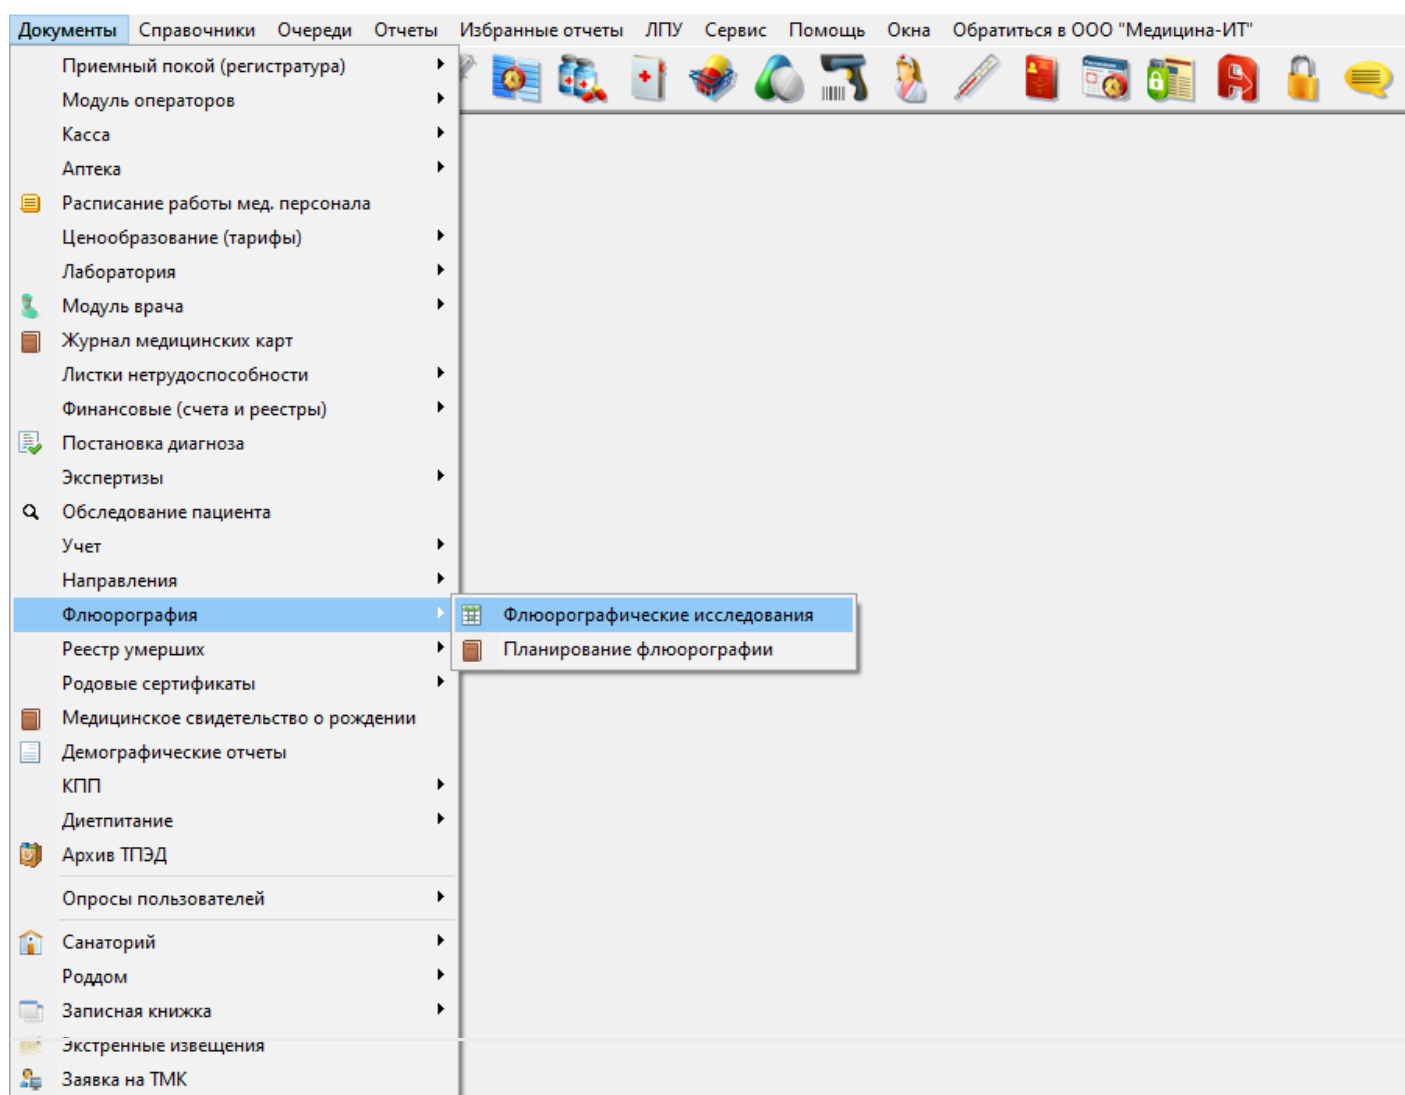 Документы Справочники Очереди Отчеты Избранные отчеты ЛПУ Сервис Помощь Окна Обратиться в ООО "Медицина-ИТ"
Приемный покой (регистратура)
Модуль операторов
Касса
Аптека
Расписание работы мед. персонала
Ценообразование (тарифы)
Лаборатория
Модуль врача
Журнал медицинских карт
Листки нетрудоспособности
Финансовые (счета и реестры)
Постановка диагноза
Экспертизы
Обследование пациента
Учет
Направления
Флюорография
Флюорографические исследования
Планирование флюорографии
Реестр умерших
Родовые сертификаты
Медицинское свидетельство о рождении
Демографические отчеты
КПП
Диетпитание
Архив ТПЭД
Опросы пользователей
Санаторий
Роддом
Записная книжка
Экстренные извещения
Заявка на ТМК